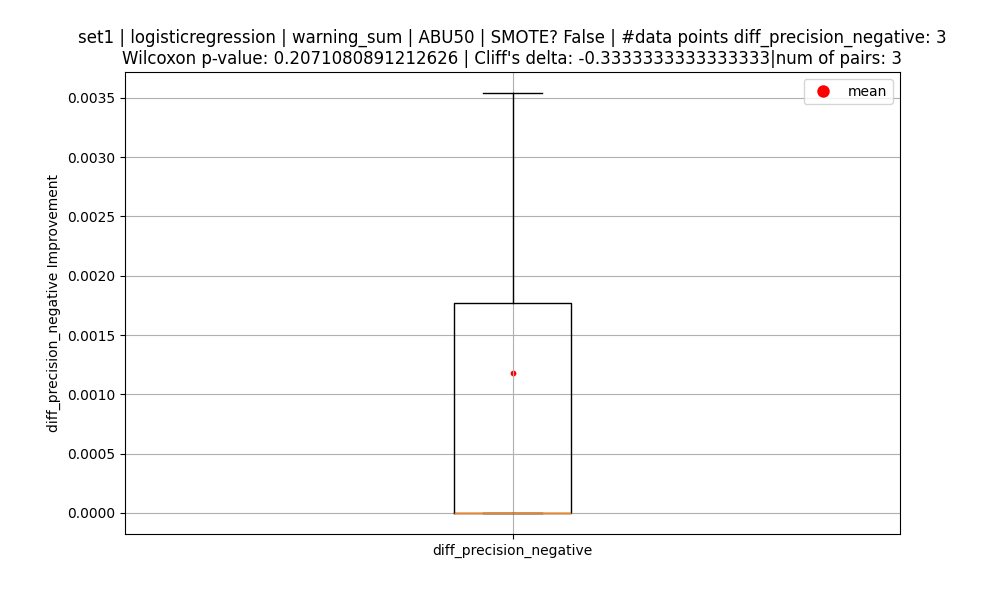 set1 | logisticregression | warning_sum | ABU50 | SMOTE? False | #data points diff_precision_negative: 3
Wilcoxon p-value: 0.2071080891212626 | Cliff's delta: -0.3333333333333333|num of pairs: 3
mean
0.0035
0.0030
0.0025
0.0020
0.0015
0.0010
0.0005
0.0000
diff_precision_negative Improvement
diff_precision_negative